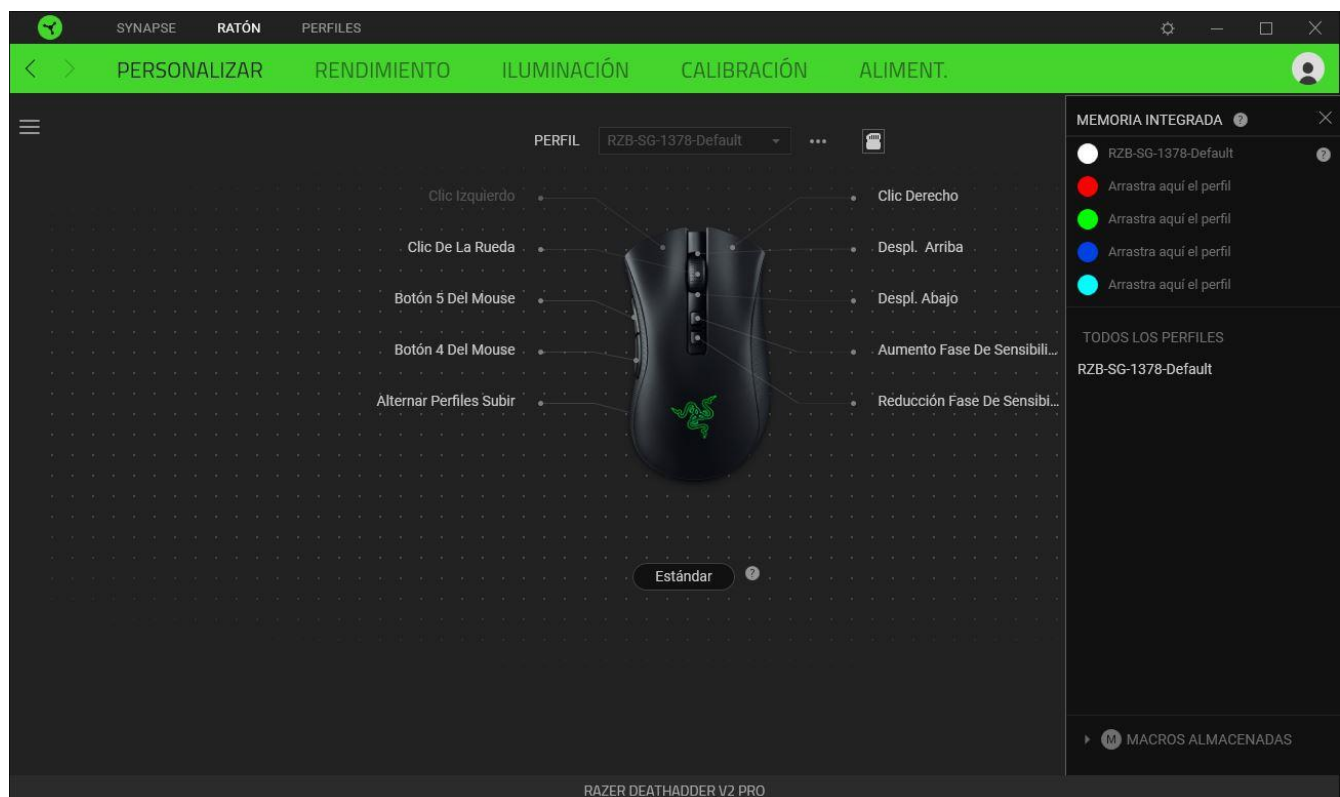 SYNAPSE RATÓN PERFILES
PERSONALIZAR RENDIMIENTO ILUMINACIÓN CALIBRACIÓN ALIMENT.
PERFIL RZB-SG-1378-Default
Clic Izquierdo
Clic De La Rueda
Botón 5 Del Mouse
Botón 4 Del Mouse
Alternar Perfiles Subir
Clic Derecho
Despl. Arriba
Despl. Abajo
Aumento Fase De Sensibili...
Reducción Fase De Sensibi...
Estándar ?
MEMORIA INTEGRADA ?
RZB-SG-1378-Default ?
Arrastra aquí el perfil
Arrastra aquí el perfil
Arrastra aquí el perfil
Arrastra aquí el perfil
TODOS LOS PERFILES
RZB-SG-1378-Default
M MACROS ALMACENADAS
RAZER DEATHADDER V2 PRO